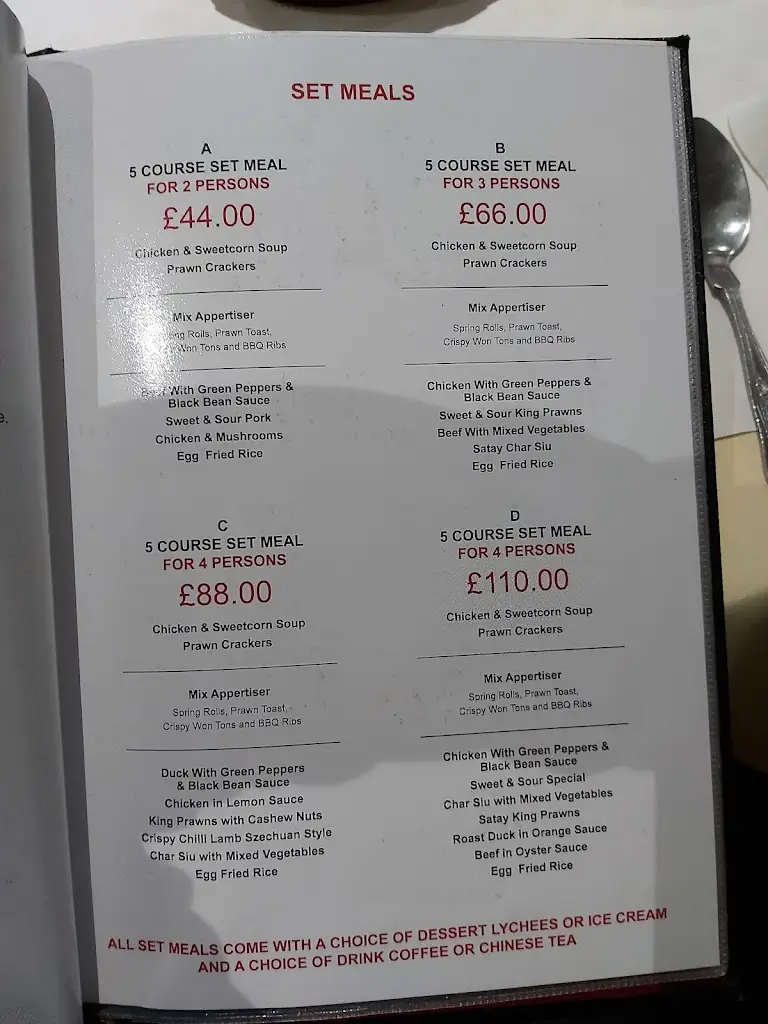 SET MEALS
A
5 COURSE SET MEAL
FOR 2 PERSONS
£44.00
Chicken & Sweetcorn Soup
Prawn Crackers
Mix Appertiser
Rolls, Prawn Toast,
Won Tons and BBQ Ribs
With Green Peppers &
Black Bean Sauce
Sweet & Sour Pork
Chicken & Mushrooms
Egg Fried Rice
B
5 COURSE SET MEAL
FOR 3 PERSONS
£66.00
Chicken & Sweetcorn Soup
Prawn Crackers
Mix Appertiser
Spring Rolls, Prawn Toast,
Crispy Won Tons and BBQ Ribs
Chicken With Green Peppers &
Black Bean Sauce
Sweet & Sour King Prawns
Beef With Mixed Vegetables
Satay Char Siu
Egg Fried Rice
C
5 COURSE SET MEAL
FOR 4 PERSONS
£88.00
Chicken & Sweetcorn Soup
Prawn Crackers
Mix Appertiser
Spring Rolls, Prawn Toast,
Crispy Won Tons and BBQ Ribs
Duck With Green Peppers
& Black Bean Sauce
Chicken in Lemon Sauce
King Prawns with Cashew Nuts
Crispy Chilli Lamb Szechuan Style
Char Siu with Mixed Vegetables
Egg Fried Rice
D
5 COURSE SET MEAL
FOR 4 PERSONS
£110.00
Chicken & Sweetcorn Soup
Prawn Crackers
Mix Appertiser
Spring Rolls, Prawn Toast,
Crispy Won Tons and BBQ Ribs
Chicken With Green Peppers &
Black Bean Sauce
Sweet & Sour Special
Char Siu with Mixed Vegetables
Satay King Prawns
Roast Duck in Orange Sauce
Beef in Oyster Sauce
Egg Fried Rice
ALL SET MEALS COME WITH A CHOICE OF DESSERT LYCHEES OR ICE CREAM
AND A CHOICE OF DRINK COFFEE OR CHINESE TEA